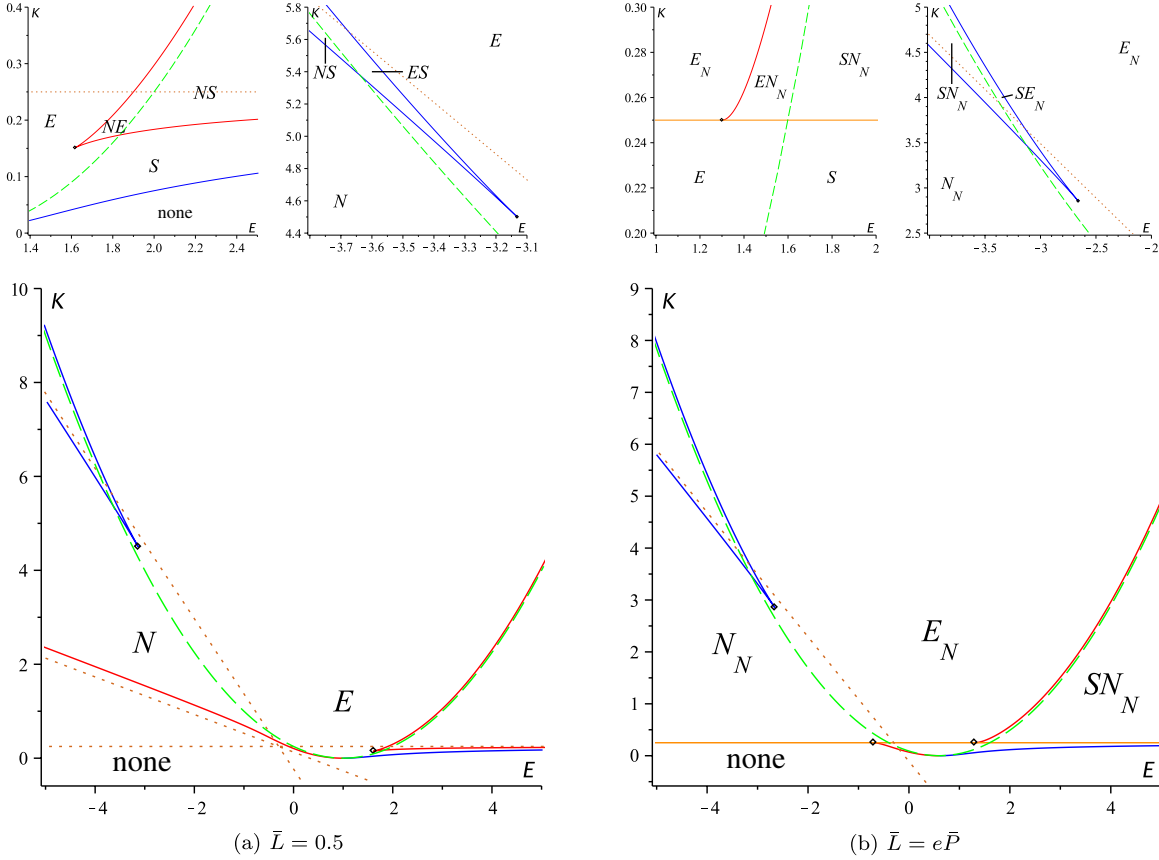 0.4
K
0.3
0.2
0.1
0
E
NE
NS
S
none
E
1.4
1.6
1.8
2.0
2.2
2.4
5.8
K
5.6
5.4
5.2
5.0
4.8
4.6
4.4
NS
ES
E
N
E
−3.7
−3.6
−3.5
−3.4
−3.3
−3.2
−3.1
0.30
K
0.28
0.26
0.24
0.22
0.20
E_N
EN_N
SN_N
E
S
E
1
1.2
1.4
1.6
1.8
2
5
K
4.5
4
3.5
3
2.5
SN_N
SE_N
E_N
N_N
E
−3.5
−3
−2.5
−2
10
K
8
6
4
2
0
N
E
none
E
−4
−2
0
2
4
(a) L̄ = 0.5
9
K
8
7
6
5
4
3
2
1
0
N_N
E_N
SN_N
none
E
−4
−2
0
2
4
(b) L̄ = eP̄